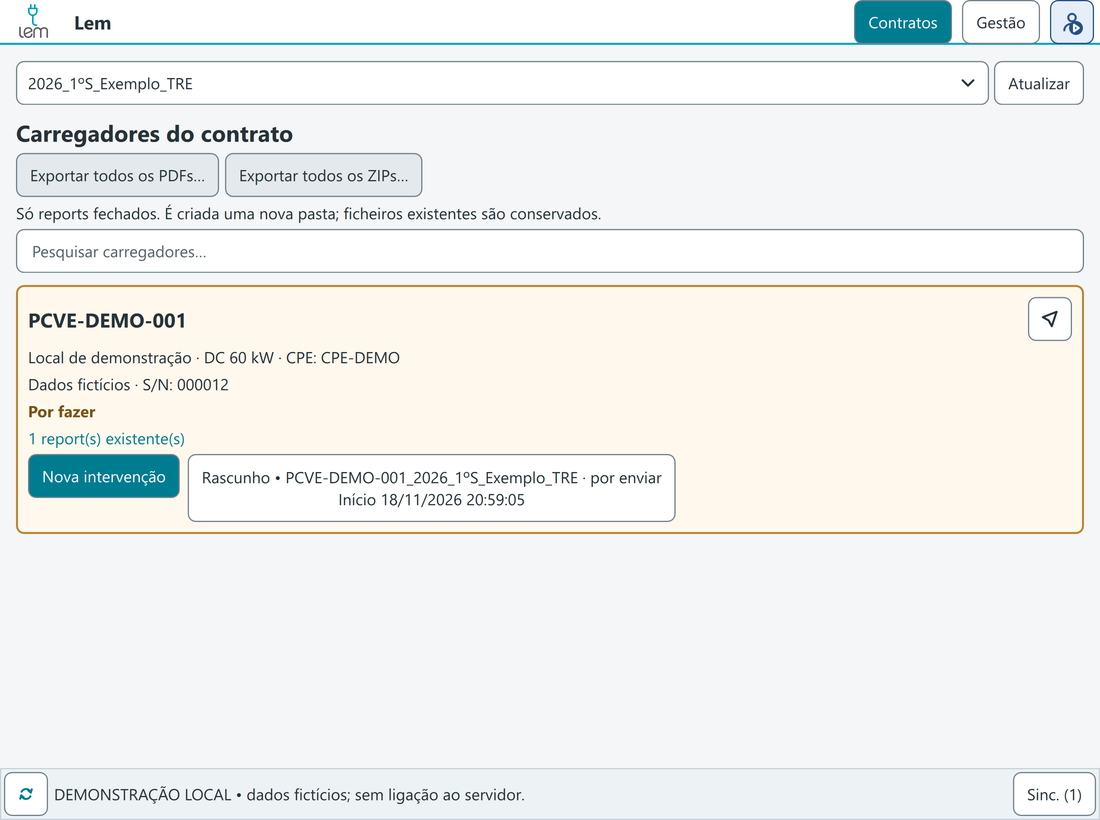 lem
Lem
Contratos
Gestão
2026_1ºS_Exemplo_TRE
Atualizar
Carregadores do contrato
Exportar todos os PDFs...
Exportar todos os ZIPs...
Só reports fechados. É criada uma nova pasta; ficheiros existentes são conservados.
Pesquisar carregadores...
PCVE-DEMO-001
Local de demonstração · DC 60 kW · CPE: CPE-DEMO
Dados fictícios · S/N: 000012
Por fazer
1 report(s) existente(s)
Nova intervenção
Rascunho • PCVE-DEMO-001_2026_1ºS_Exemplo_TRE · por enviar
Início 18/11/2026 20:59:05
DEMONSTRAÇÃO LOCAL • dados fictícios; sem ligação ao servidor.
Sinc. (1)